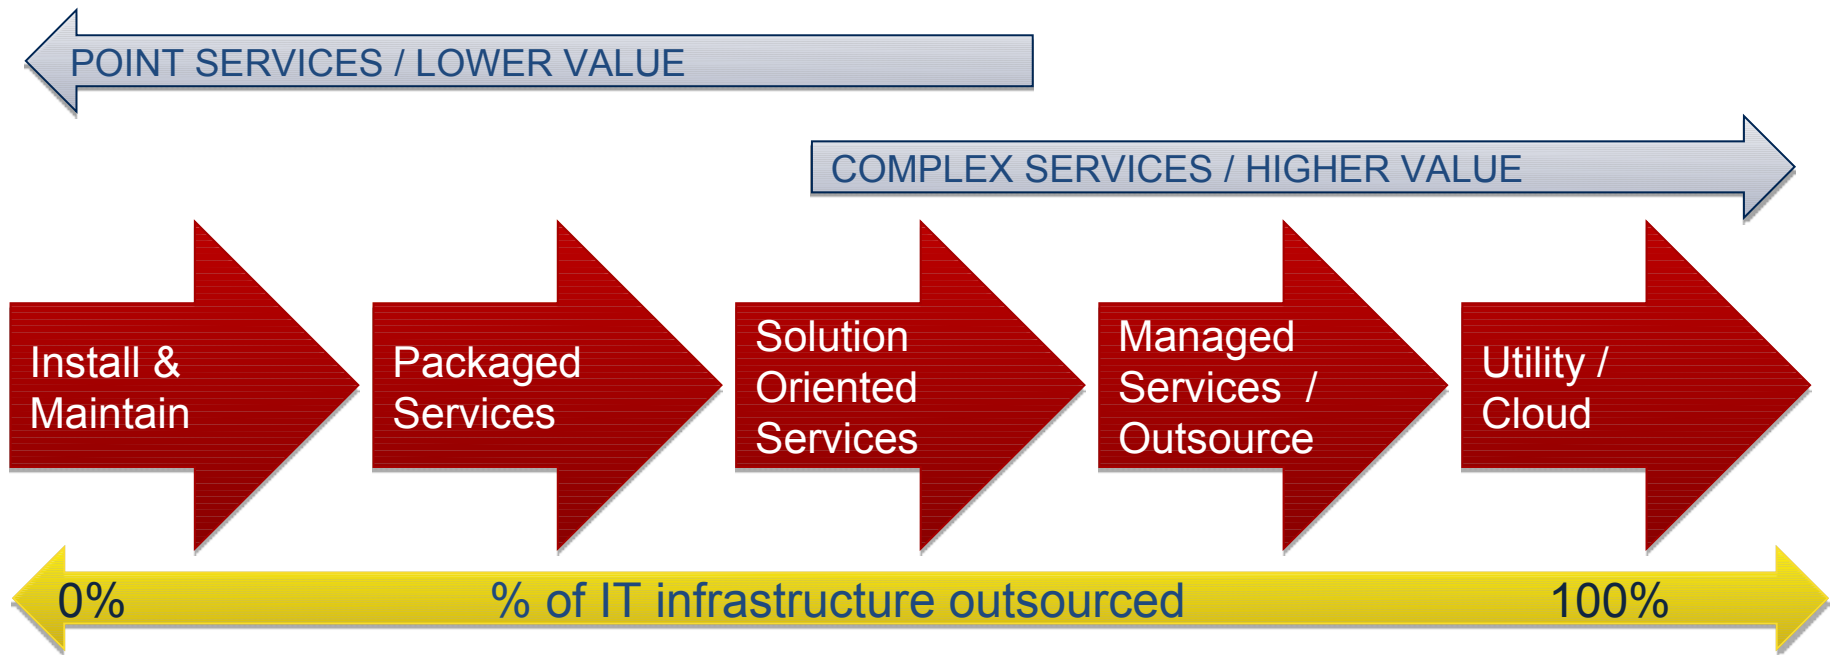 POINT SERVICES / LOWER VALUE
COMPLEX SERVICES / HIGHER VALUE
Install &
Maintain
Packaged
Services
Solution
Oriented
Services
Managed
Services /
Outsource
Utility /
Cloud
0% % of IT infrastructure outsourced 100%